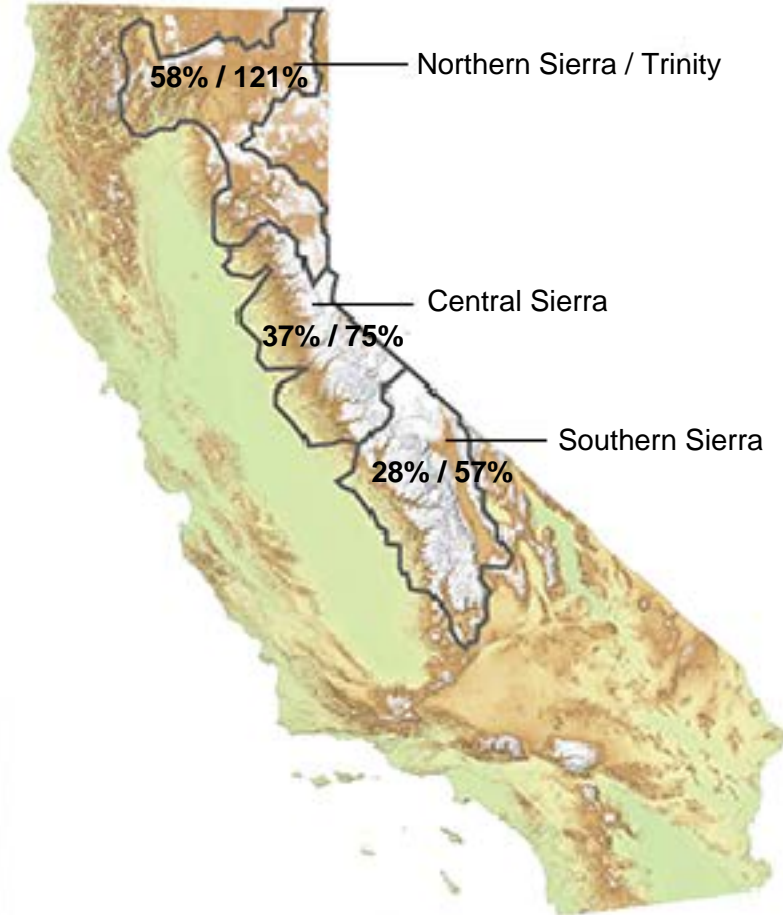 Northern Sierra / Trinity
58% / 121%
Central Sierra
37% / 75%
Southern Sierra
28% / 57%